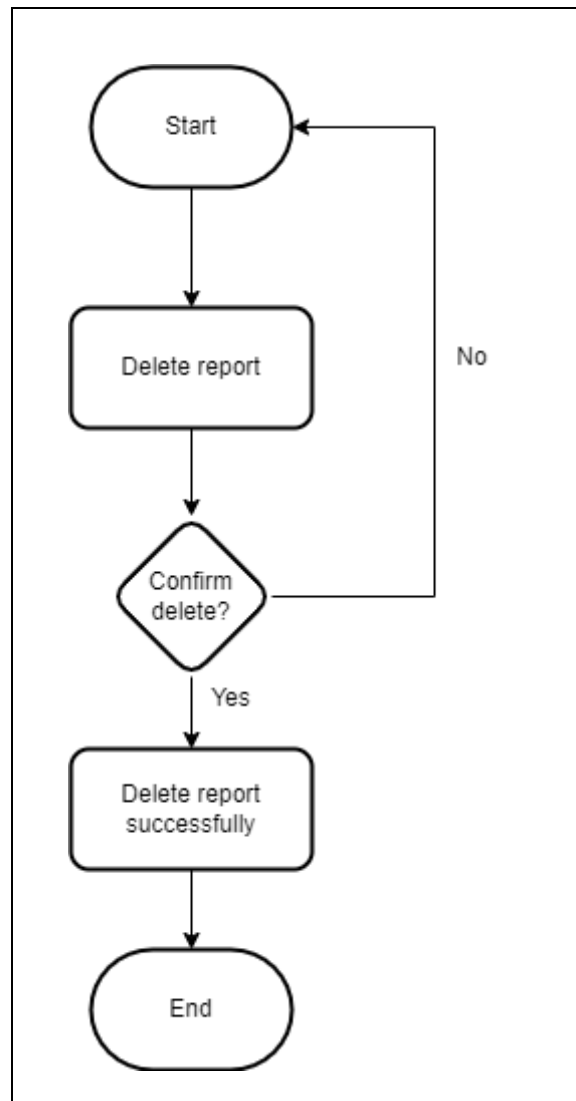 Start
Delete report
No
Confirm
delete?
Yes
Delete report
successfully
End